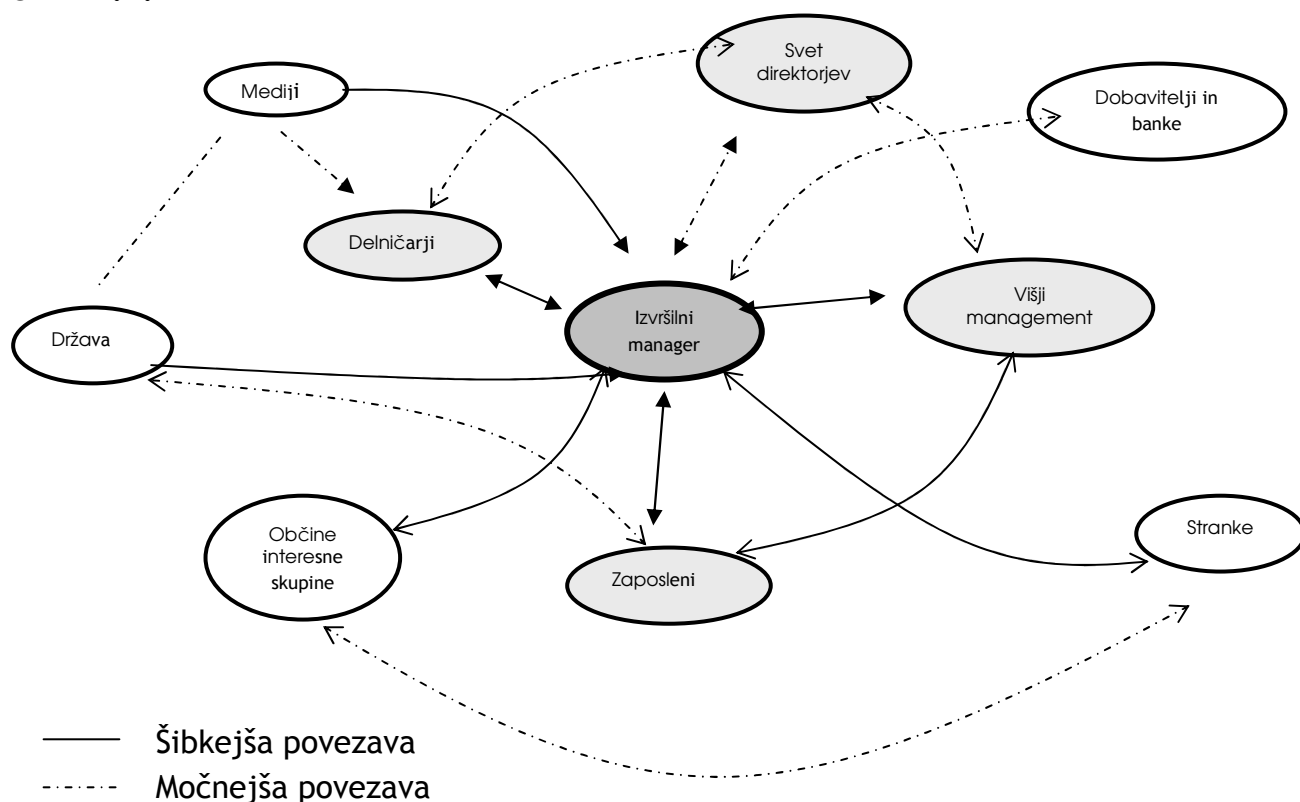 Svet
direktorjev
Mediji
Dobavitelji in
banke
Delničarji
Višji
management
Izvršilni
manager
Država
Občine
interesne
skupine
Zaposleni
Stranke
Šibkejša povezava
Močnejša povezava